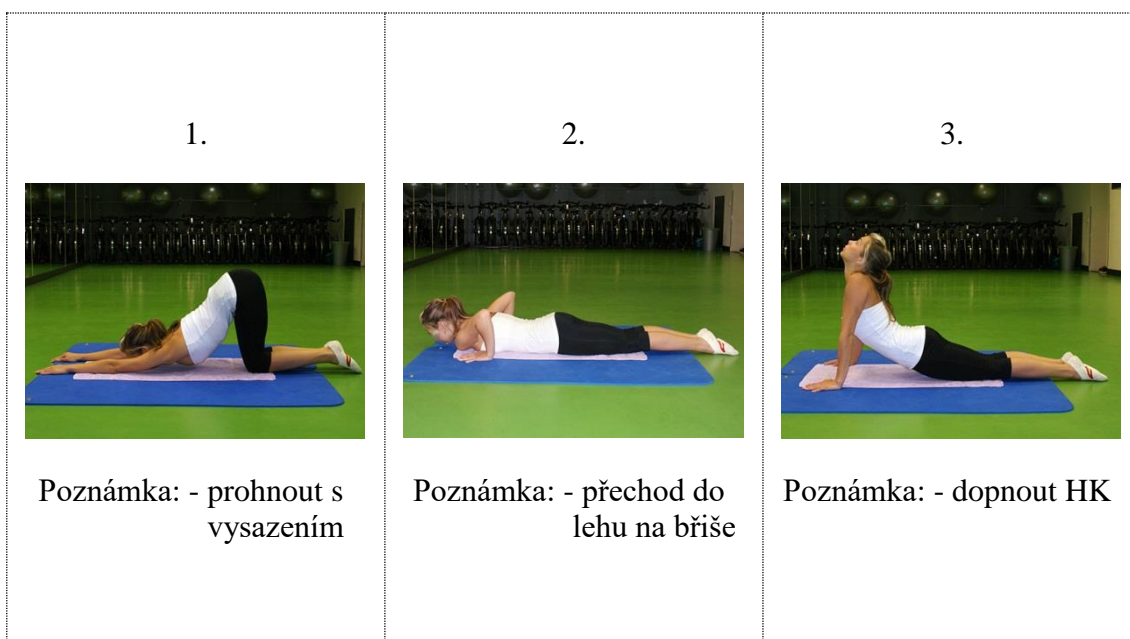 1.
Poznámka: - prohnout s
vysazením
2.
Poznámka: - přechod do
lehu na břiše
3.
Poznámka: - dopnout HK